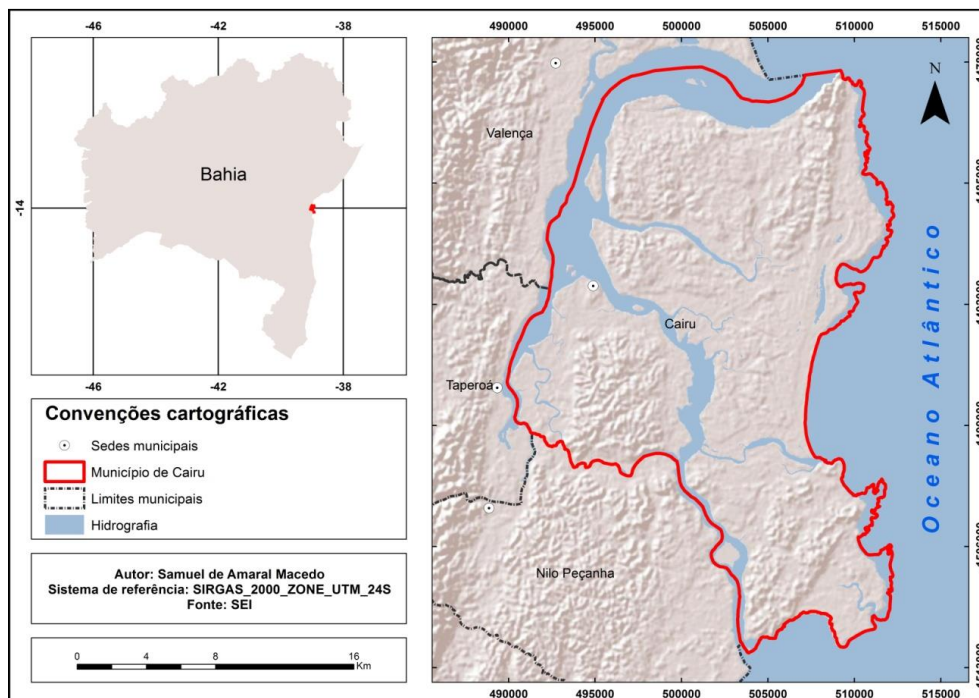 -46
-42
-38
-14
Bahia
-46
-42
-38
Convenções cartográficas
Sedes municipais
Município de Cairu
Limites municipais
Hidrografia
Autor: Samuel de Amaral Macedo
Sistema de referência: SIRGAS_2000_ZONE_UTM_24S
Fonte: SEI
0 4 8 16
Km
490000 495000 500000 505000 510000 515000
N
Valença
Cairu
Taperoá
Nilo Peçanha
Oceano Atlântico
490000 495000 500000 505000 510000 515000